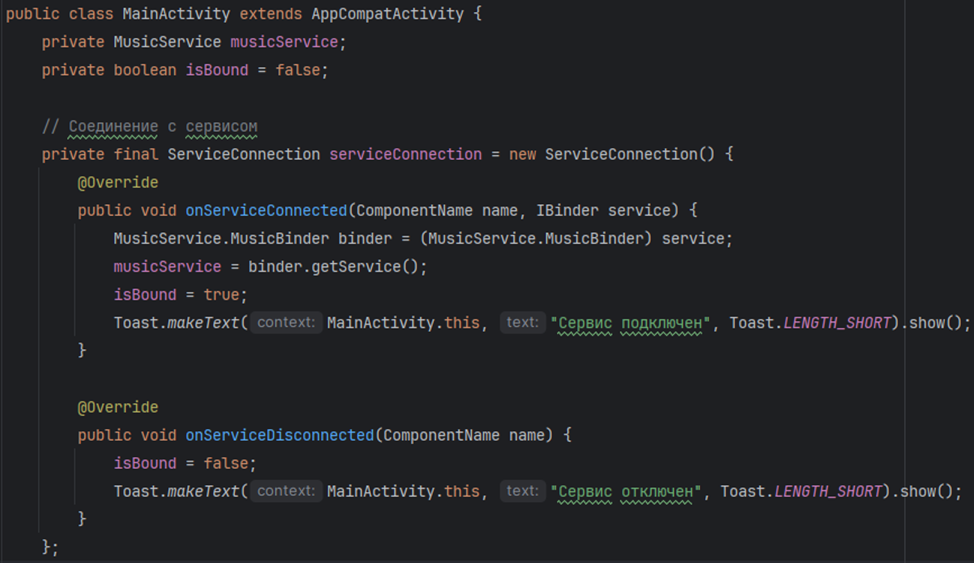 public class MainActivity extends AppCompatActivity {
    private MusicService musicService;
    private boolean isBound = false;

    // Соединение с сервисом
    private final ServiceConnection serviceConnection = new ServiceConnection() {
        @Override
        public void onServiceConnected(ComponentName name, IBinder service) {
            MusicService.MusicBinder binder = (MusicService.MusicBinder) service;
            musicService = binder.getService();
            isBound = true;
            Toast.makeText( context: MainActivity.this, text: "Сервис подключен", Toast.LENGTH_SHORT).show();
        }

        @Override
        public void onServiceDisconnected(ComponentName name) {
            isBound = false;
            Toast.makeText( context: MainActivity.this, text: "Сервис отключен", Toast.LENGTH_SHORT).show();
        }
    };